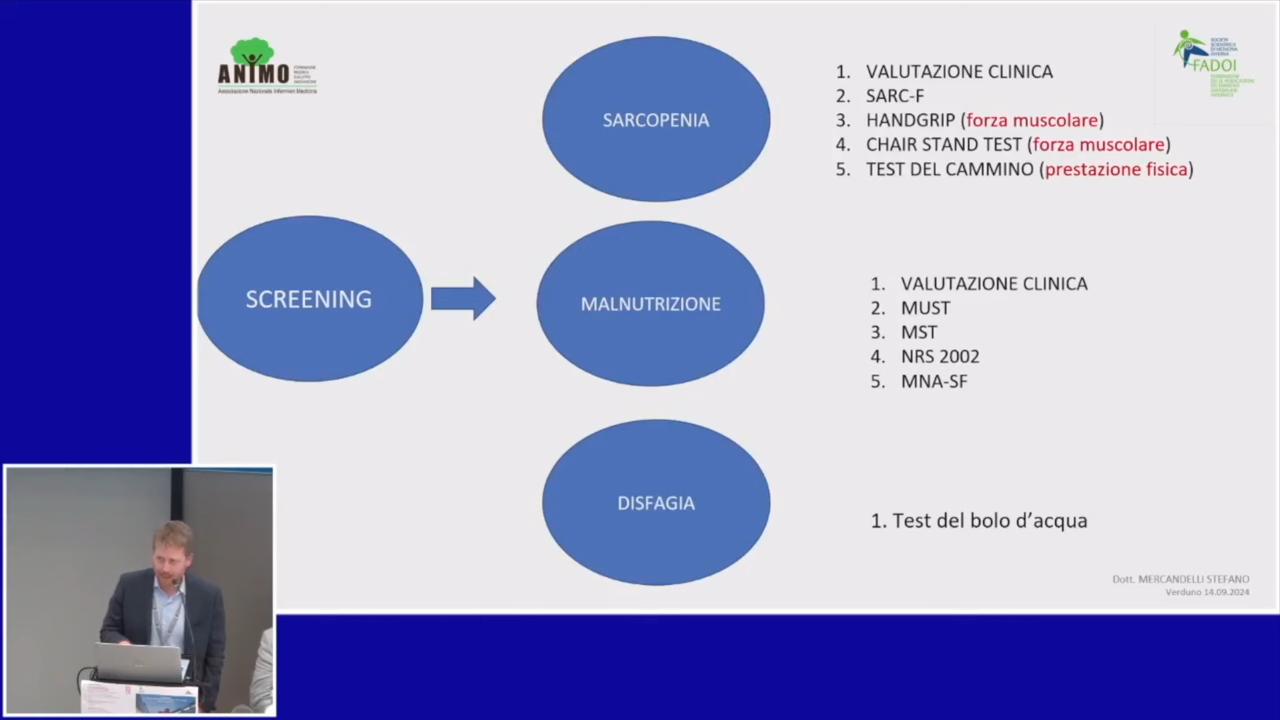 ANIMO
Associazione Nazionale Infermieri Medicina
FADOI
SCREENING
SARCOPENIA
1. VALUTAZIONE CLINICA
2. SARC-F
3. HANDGRIP (forza muscolare)
4. CHAIR STAND TEST (forza muscolare)
5. TEST DEL CAMMINO (prestazione fisica)
MALNUTRIZIONE
1. VALUTAZIONE CLINICA
2. MUST
3. MST
4. NRS 2002
5. MNA-SF
DISFAGIA
1. Test del bolo d’acqua
Dott. MERCANDELLI STEFANO
Verduno 14.09.2024